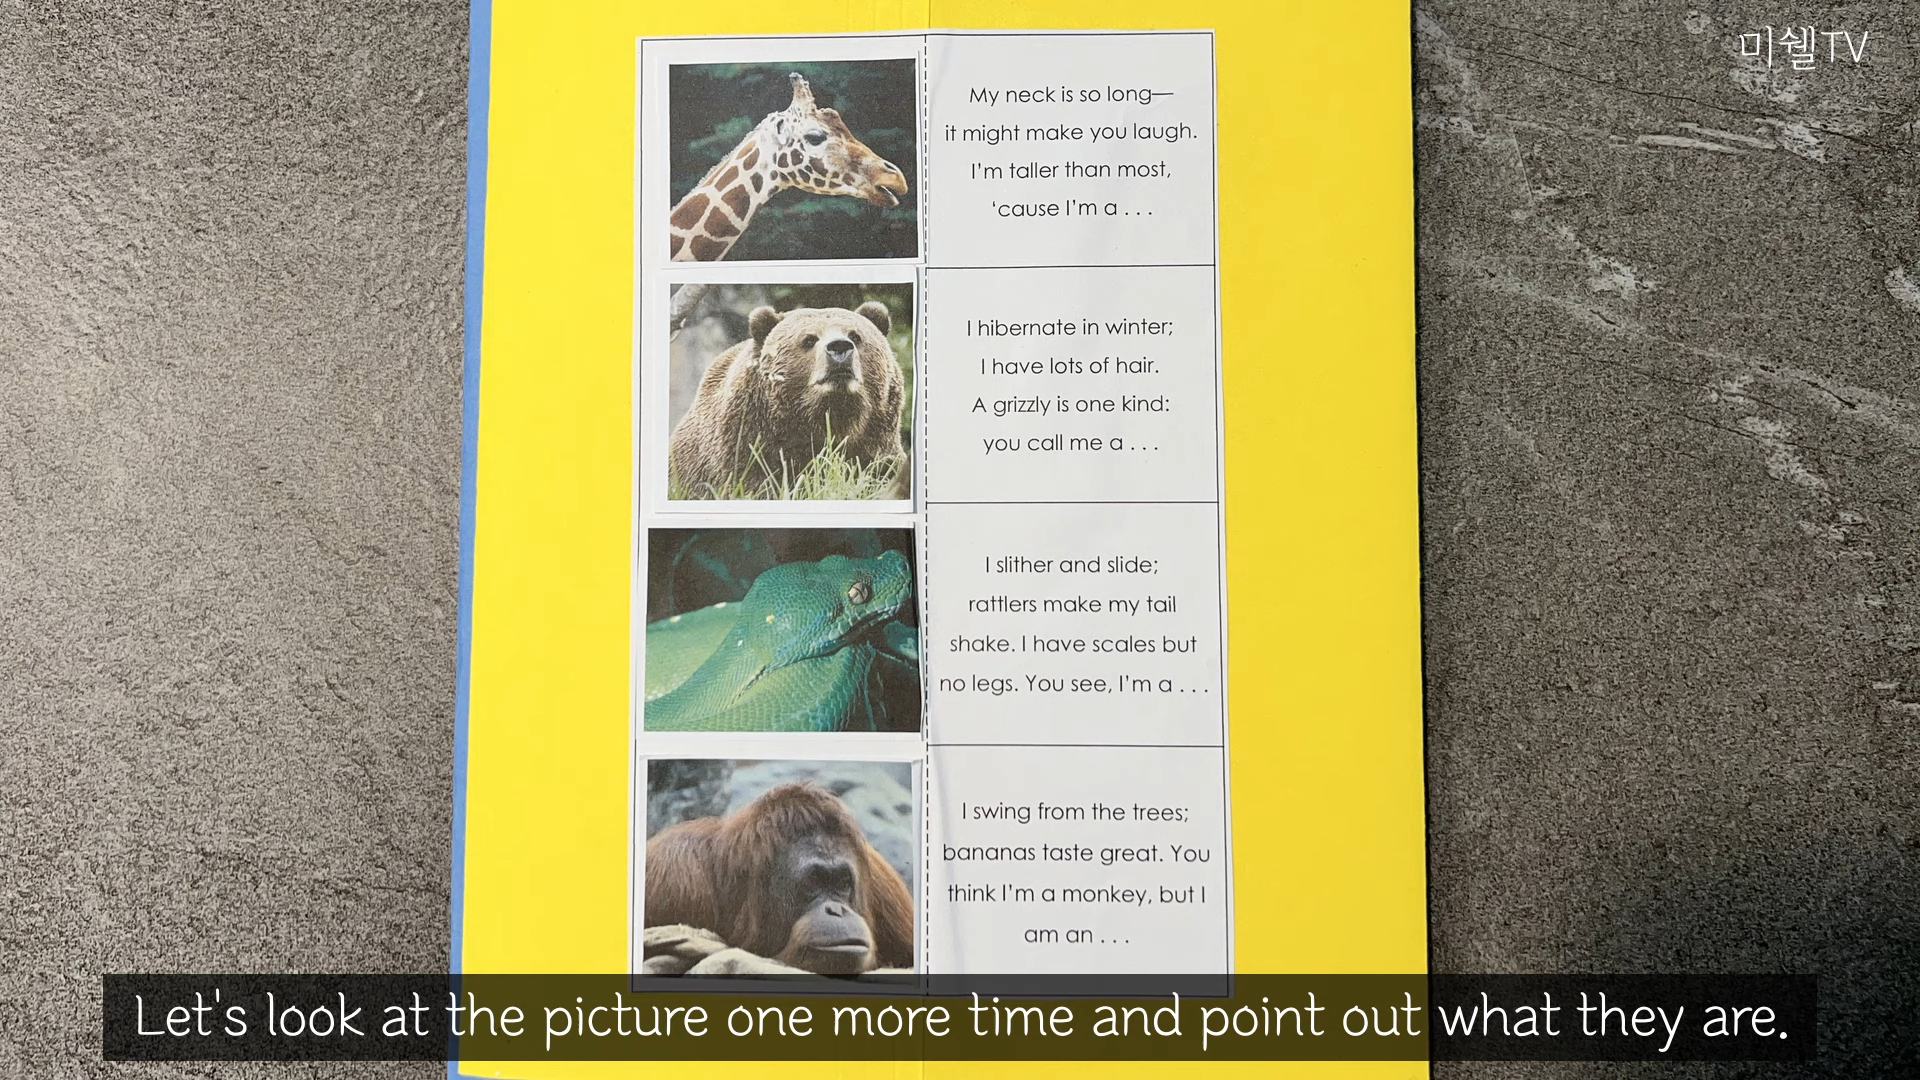 미쉘TV
My neck is so long—
it might make you laugh.
I'm taller than most,
'cause I'm a . . .
I hibernate in winter;
I have lots of hair.
A grizzly is one kind:
you call me a . . .
I slither and slide;
rattlers make my tail
shake. I have scales but
no legs. You see, I'm a . . .
I swing from the trees;
bananas taste great. You
think I'm a monkey, but I
am an . . .
Let's look at the picture one more time and point out what they are.